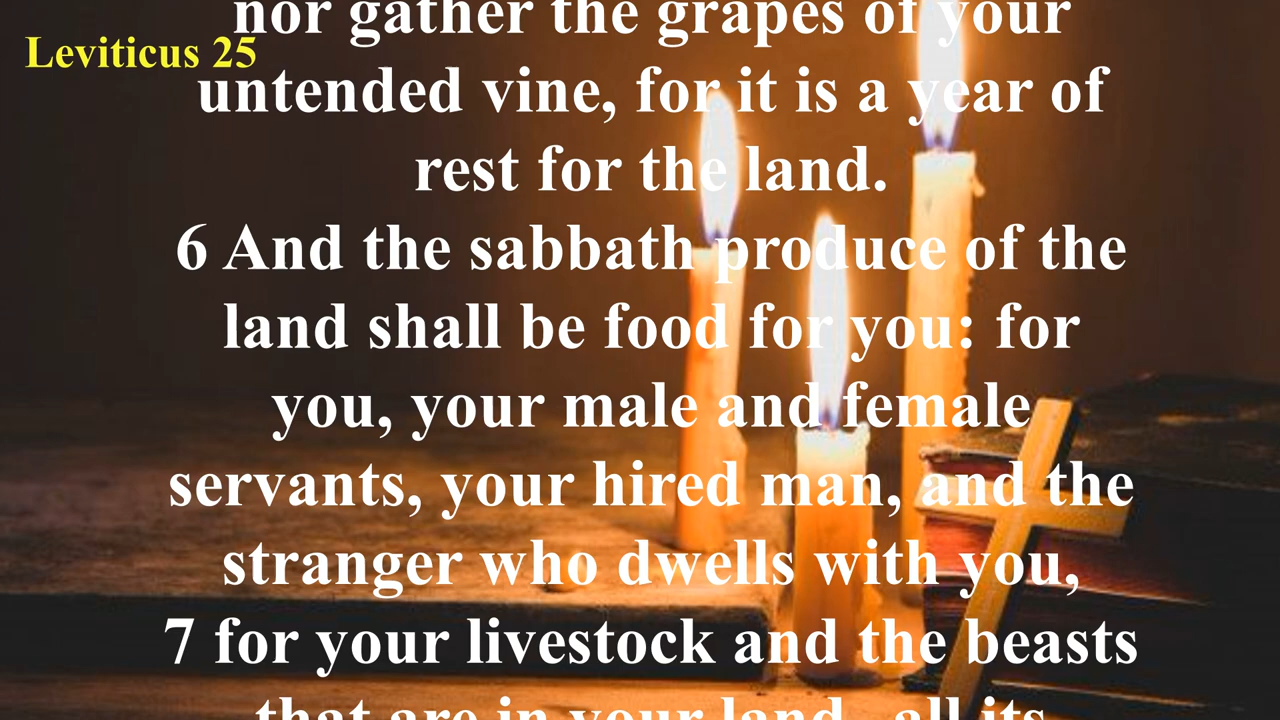 Leviticus 25
nor gather the grapes of your
untended vine, for it is a year of
rest for the land.
6 And the sabbath produce of the
land shall be food for you: for
you, your male and female
servants, your hired man, and the
stranger who dwells with you,
7 for your livestock and the beasts
that are in your land—all its